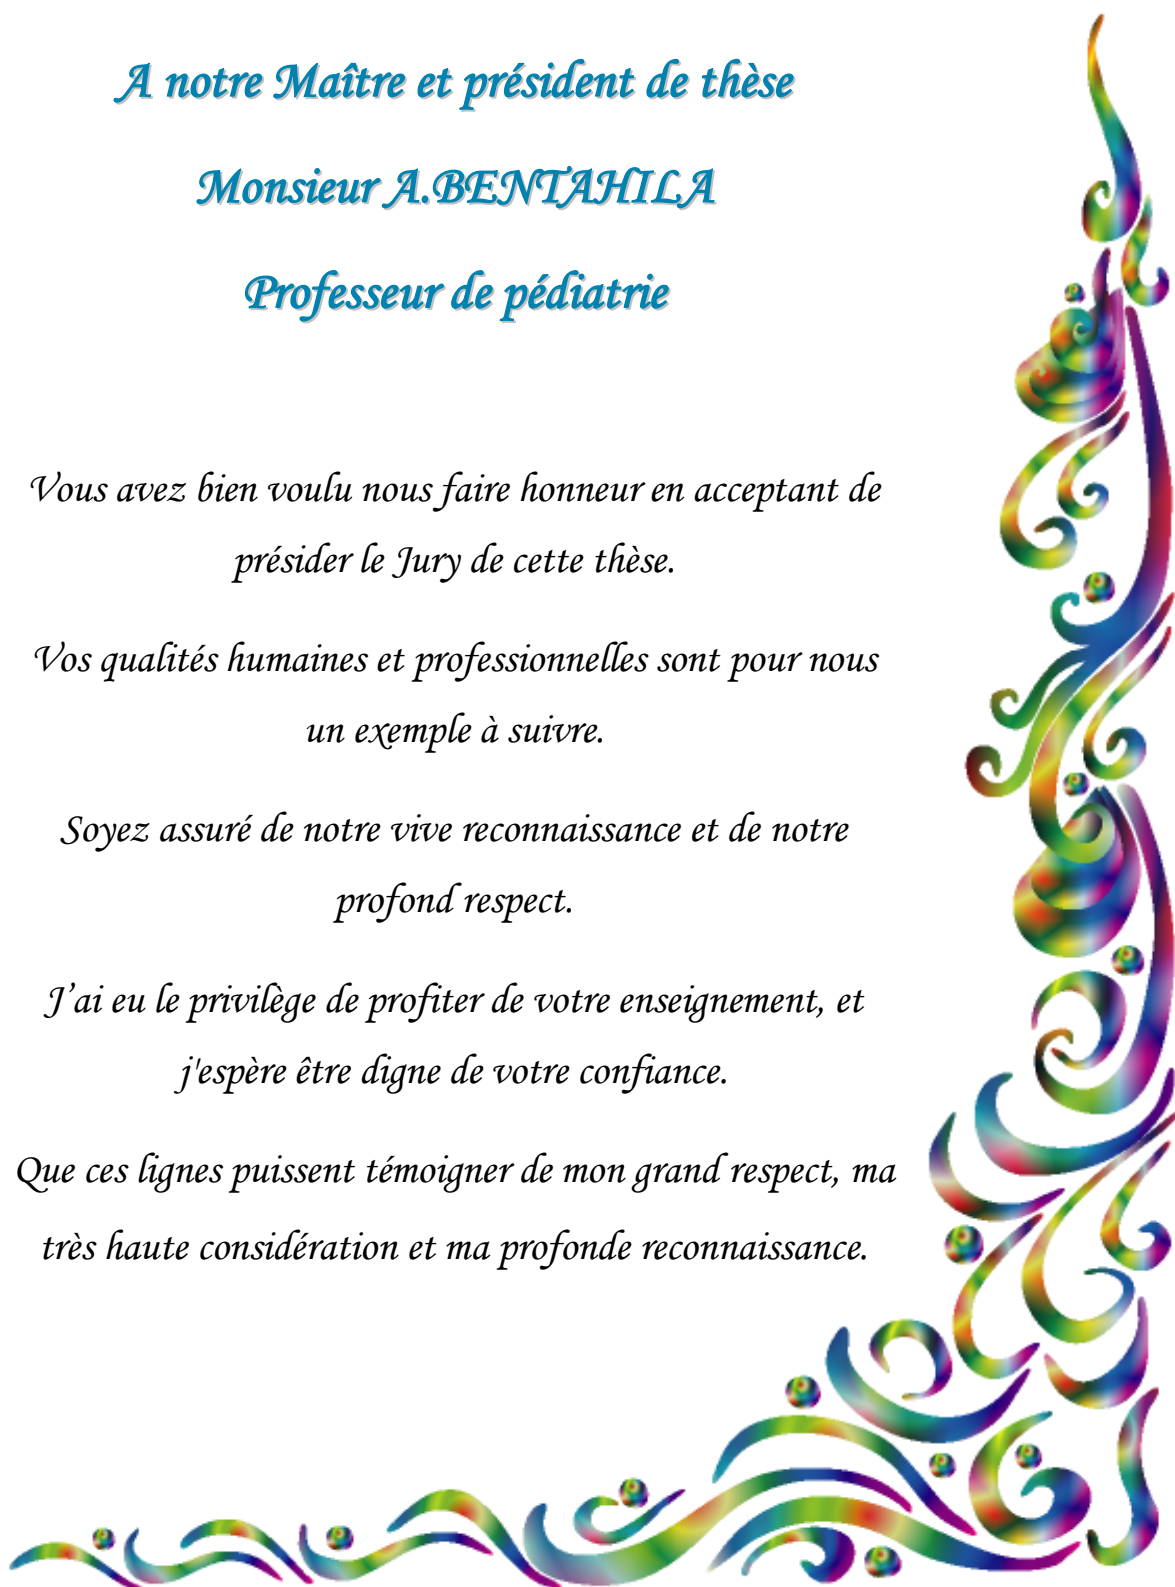 A notre Maître et président de thèse
Monsieur A.BENTAHILA
Professeur de pédiatrie
Vous avez bien voulu nous faire honneur en acceptant de
présider le Jury de cette thèse.
Vos qualités humaines et professionnelles sont pour nous
un exemple à suivre.
Soyez assuré de notre vive reconnaissance et de notre
profond respect.
J’ai eu le privilège de profiter de votre enseignement, et
j'espère être digne de votre confiance.
Que ces lignes puissent témoigner de mon grand respect, ma
très haute considération et ma profonde reconnaissance.